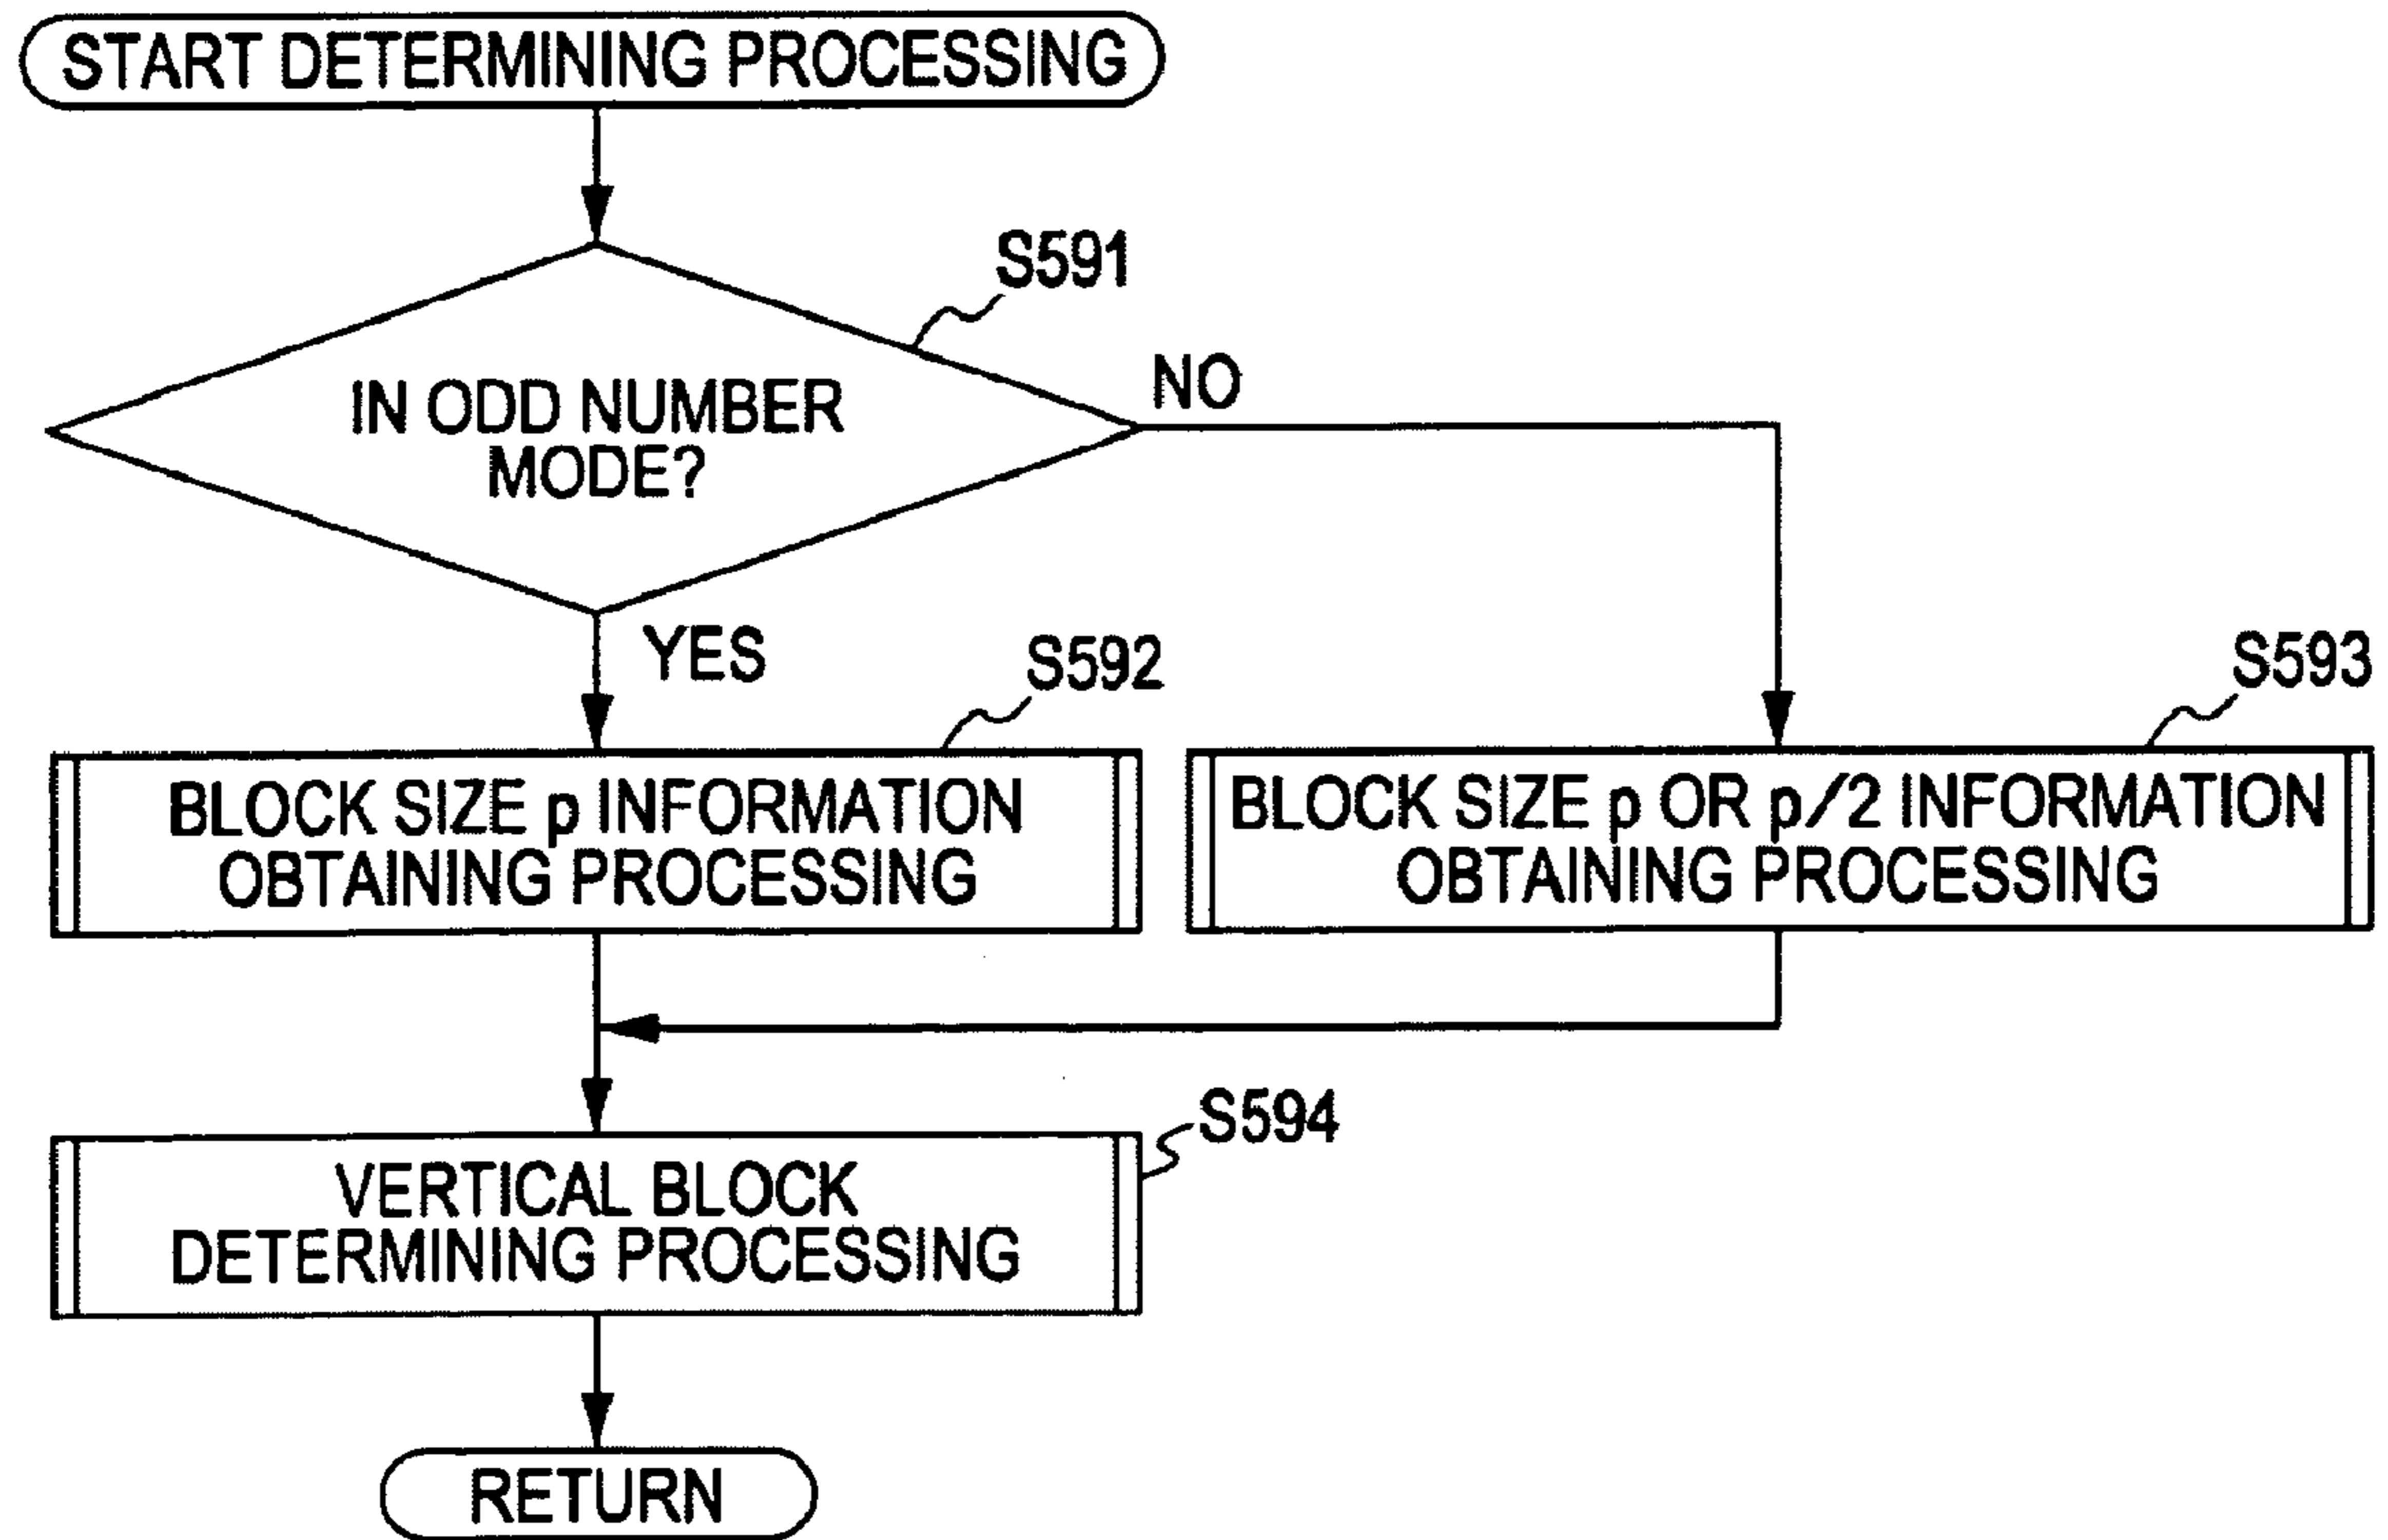 START DETERMINING PROCESSING
S591
IN ODD NUMBER
MODE?
NO
YES
S592
BLOCK SIZE p INFORMATION
OBTAINING PROCESSING
S593
BLOCK SIZE p OR p/2 INFORMATION
OBTAINING PROCESSING
S594
VERTICAL BLOCK
DETERMINING PROCESSING
RETURN